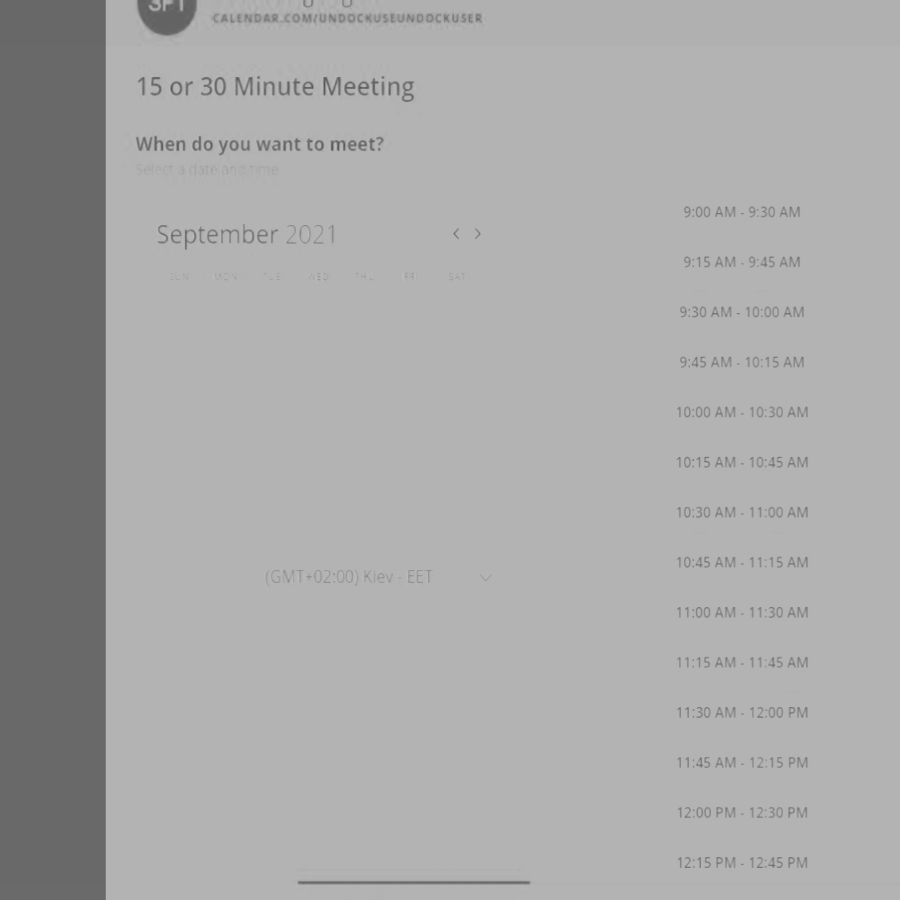 CALENDAR.COM/UNDOCKUSEUNDOCKUSER
15 or 30 Minute Meeting
When do you want to meet?
Select a date and time
September 2021
SUN MON TUE WED THU FRI SAT
(GMT+02:00) Kiev - EET
9:00 AM - 9:30 AM
9:15 AM - 9:45 AM
9:30 AM - 10:00 AM
9:45 AM - 10:15 AM
10:00 AM - 10:30 AM
10:15 AM - 10:45 AM
10:30 AM - 11:00 AM
10:45 AM - 11:15 AM
11:00 AM - 11:30 AM
11:15 AM - 11:45 AM
11:30 AM - 12:00 PM
11:45 AM - 12:15 PM
12:00 PM - 12:30 PM
12:15 PM - 12:45 PM